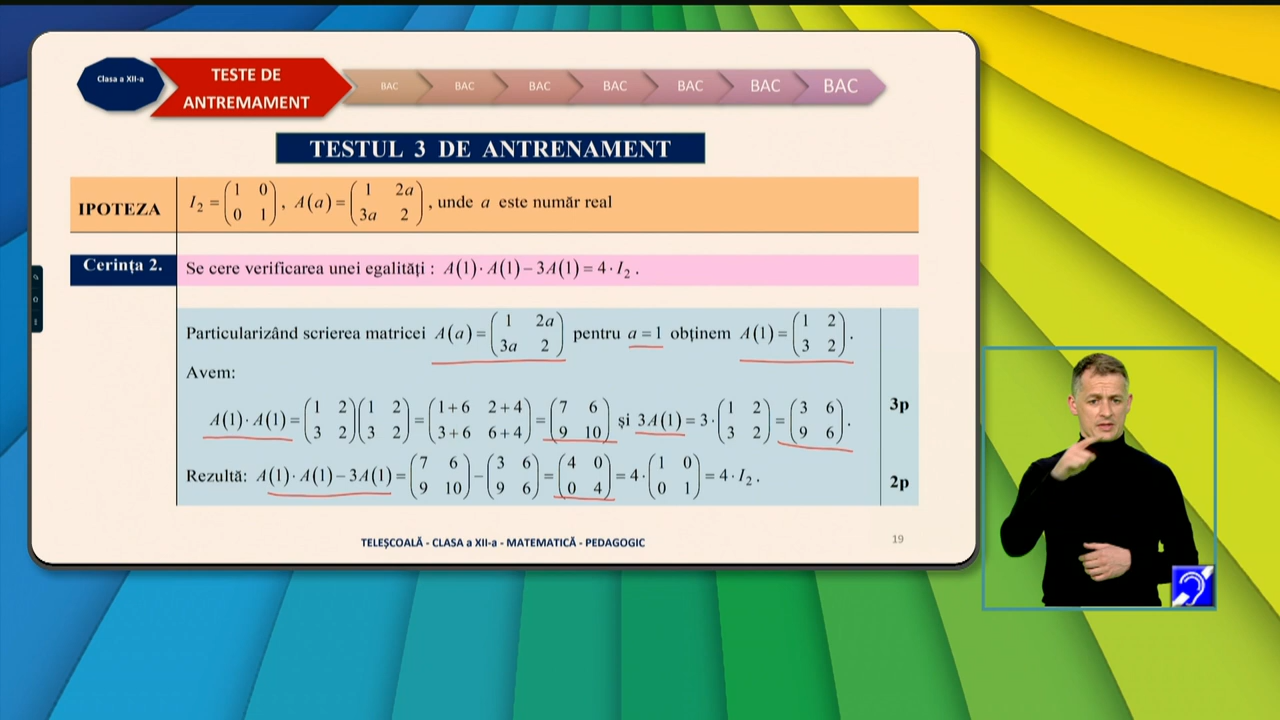 Clasa a XII-a
TESTE DE
ANTREMAMENT
BAC BAC BAC BAC BAC BAC BAC
TESTUL 3 DE ANTRENAMENT
IPOTEZA
I₂ = (1 0; 0 1), A(a) = (1 2a; 3a 2), unde a este număr real
Cerința 2.
Se cere verificarea unei egalități : A(1)·A(1)−3A(1)=4·I₂.
Particularizând scrierea matricei A(a) = (1 2a; 3a 2) pentru a = 1 obținem A(1) = (1 2; 3 2).
Avem:
A(1)·A(1) = (1 2; 3 2)(1 2; 3 2) = (1+6 2+4; 3+6 6+4) = (7 6; 9 10) și 3A(1) = 3·(1 2; 3 2) = (3 6; 9 6).
3p
Rezultă: A(1)·A(1)−3A(1) = (7 6; 9 10) − (3 6; 9 6) = (4 0; 0 4) = 4·(1 0; 0 1) = 4·I₂.
2p
TELEȘCOALĂ - CLASA a XII-a - MATEMATICĂ - PEDAGOGIC
19